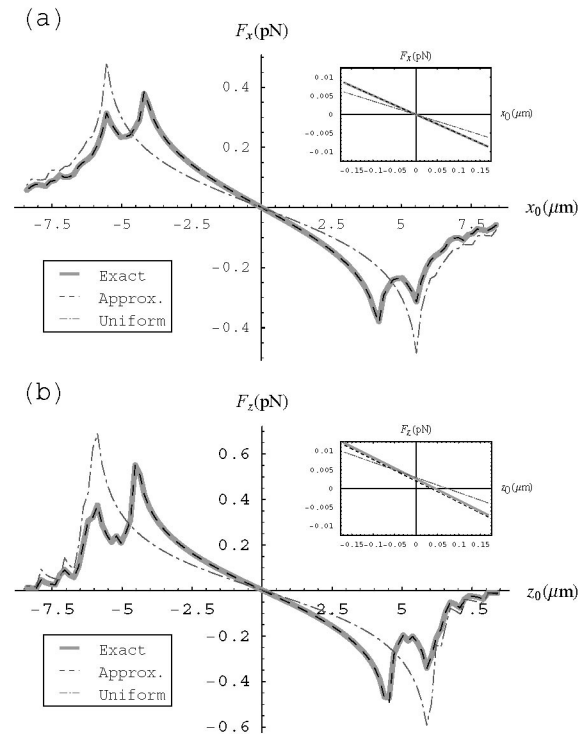 (a)
Fx(pN)
0.4
0.2
-0.2
-0.4
-7.5 -5 -2.5 2.5 5 7.5
x0(μm)
Exact
Approx.
Uniform
Fx(pN)
0.01
0.005
0
-0.005
-0.01
-0.15 -0.1 -0.05 0 0.05 0.1 0.15
x0(μm)
(b)
Fz(pN)
0.6
0.4
0.2
-0.2
-0.4
-0.6
-7.5 -5 -2.5 2.5 5 7.5
z0(μm)
Exact
Approx.
Uniform
Fz(pN)
0.01
0.005
0
-0.005
-0.01
-0.15 -0.1 -0.05 0 0.05 0.1 0.15
z0(μm)